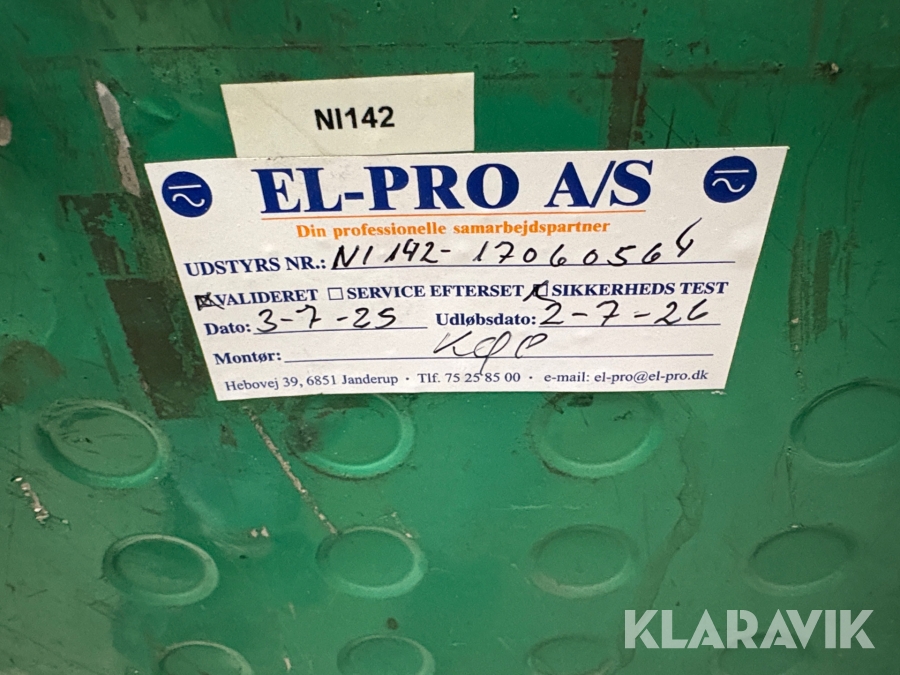 NI142
EL-PRO A/S
Din professionelle samarbejdspartner
UDSTYRS NR.: NI 142-17060564
☒ VALIDERET ☐ SERVICE EFTERSET ☒ SIKKERHEDS TEST
Dato: 3-7-25 Udløbsdato: 2-7-26
Montør:
Hebovej 39, 6851 Janderup · Tlf. 75 25 85 00 · e-mail: el-pro@el-pro.dk
KLARAVIK